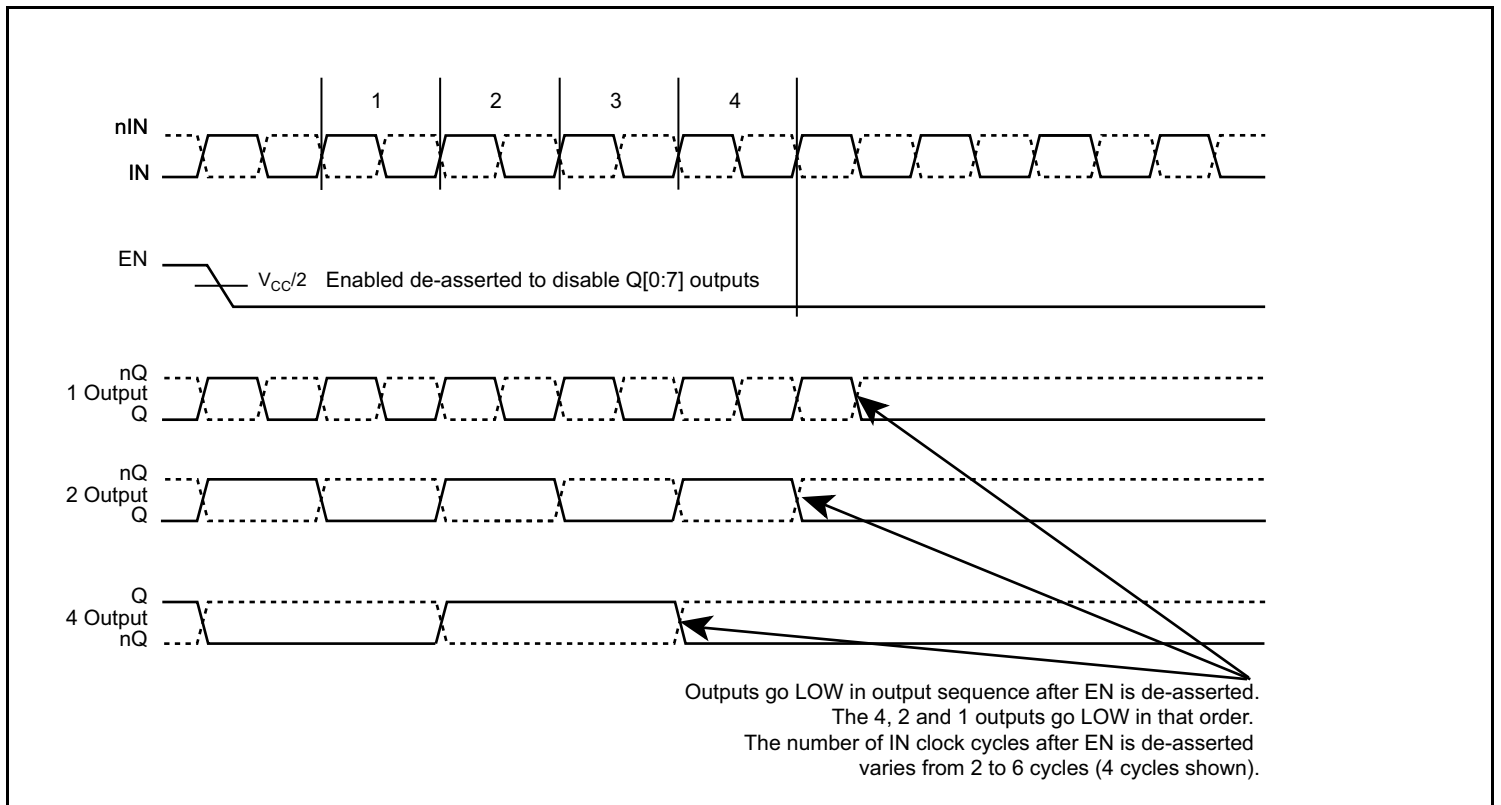 1 2 3 4
nIN
IN
EN
VCC/2 Enabled de-asserted to disable Q[0:7] outputs
nQ
1 Output
Q
nQ
2 Output
Q
Q
4 Output
nQ
Outputs go LOW in output sequence after EN is de-asserted.
The 4, 2 and 1 outputs go LOW in that order.
The number of IN clock cycles after EN is de-asserted
varies from 2 to 6 cycles (4 cycles shown).